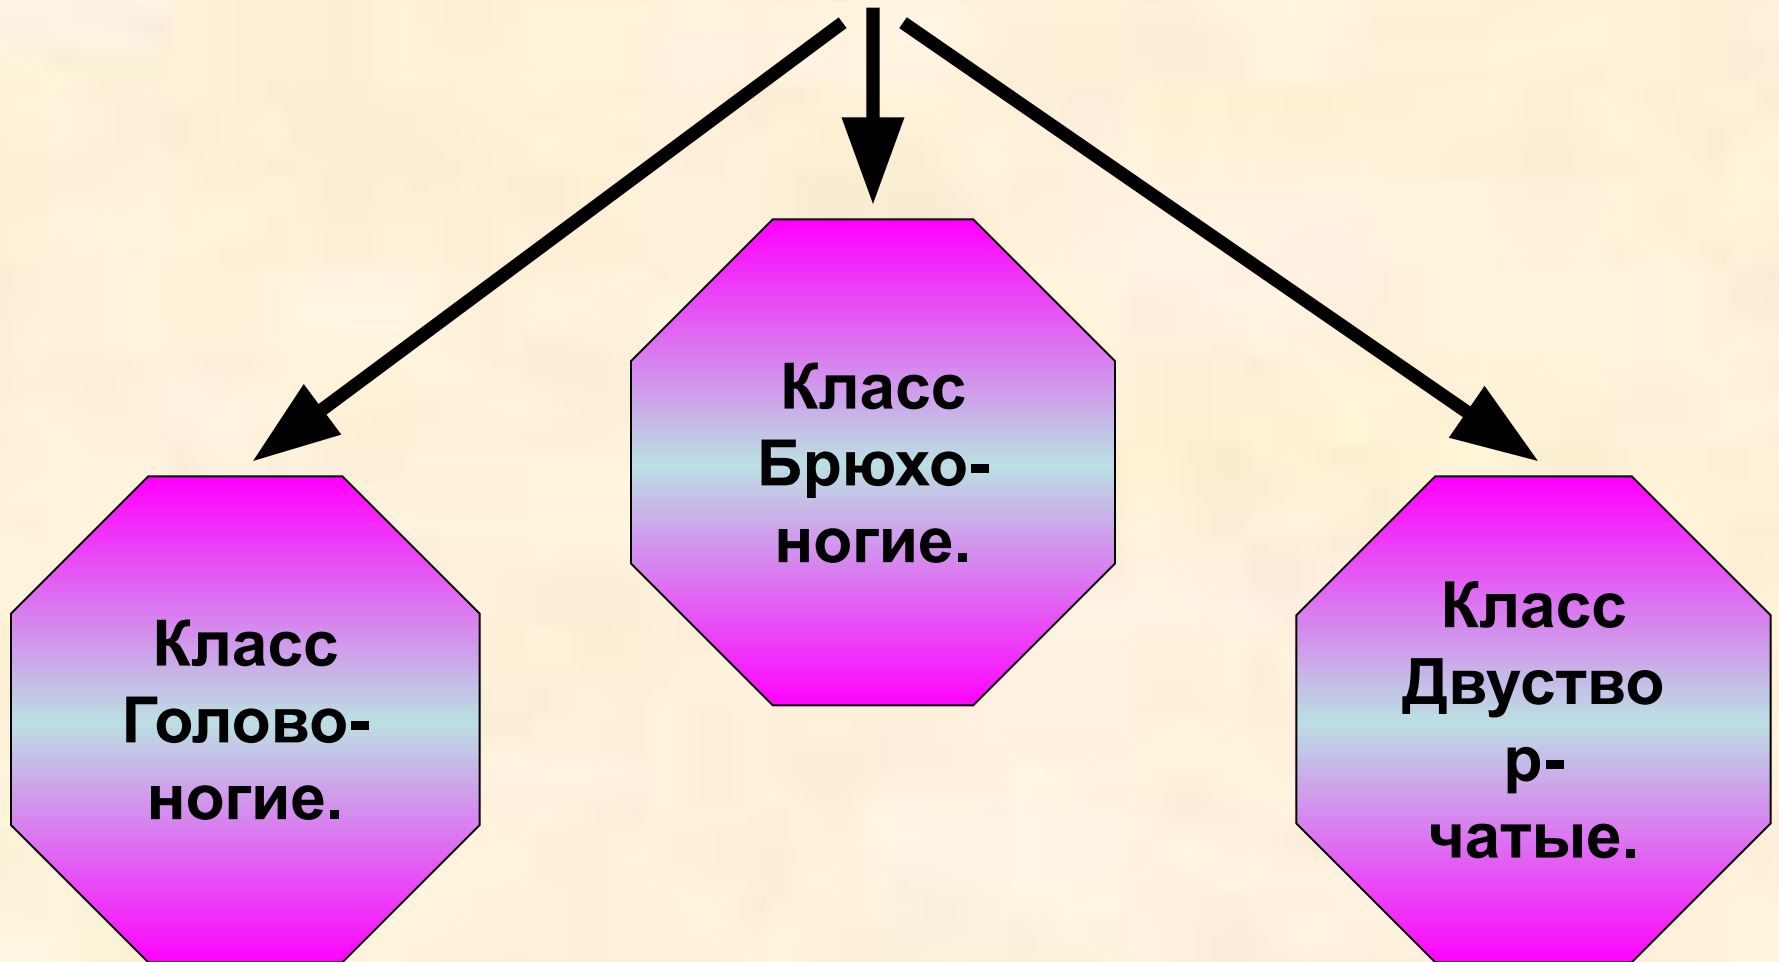 Класс
Голово-
ногие.
Класс
Брюхо-
ногие.
Класс
Двуство
р-
чатые.